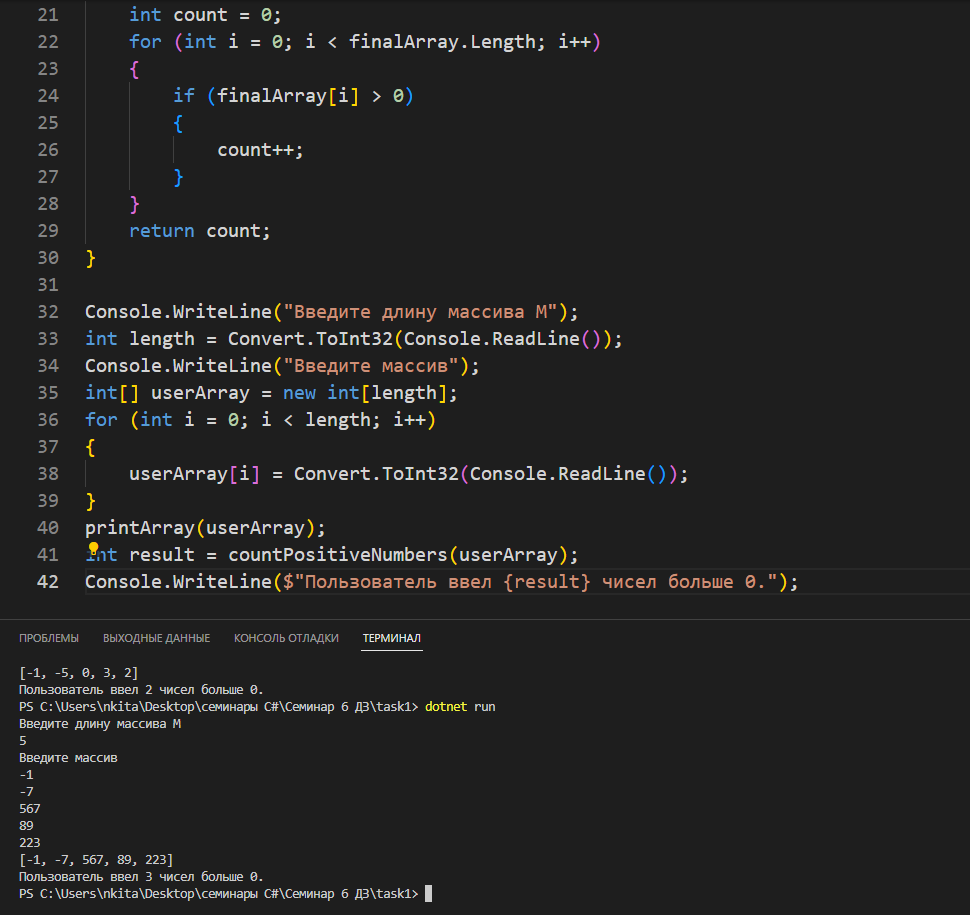 21 int count = 0;
22 for (int i = 0; i < finalArray.Length; i++)
23 {
24 if (finalArray[i] > 0)
25 {
26 count++;
27 }
28 }
29 return count;
30 }
31
32 Console.WriteLine("Введите длину массива M");
33 int length = Convert.ToInt32(Console.ReadLine());
34 Console.WriteLine("Введите массив");
35 int[] userArray = new int[length];
36 for (int i = 0; i < length; i++)
37 {
38 userArray[i] = Convert.ToInt32(Console.ReadLine());
39 }
40 printArray(userArray);
41 int result = countPositiveNumbers(userArray);
42 Console.WriteLine($"Пользователь ввел {result} чисел больше 0.");
ПРОБЛЕМЫ ВЫХОДНЫЕ ДАННЫЕ КОНСОЛЬ ОТЛАДКИ ТЕРМИНАЛ
[-1, -5, 0, 3, 2]
Пользователь ввел 2 чисел больше 0.
PS C:\Users\nkita\Desktop\семинары C#\Семинар 6 ДЗ\task1> dotnet run
Введите длину массива M
5
Введите массив
-1
-7
567
89
223
[-1, -7, 567, 89, 223]
Пользователь ввел 3 чисел больше 0.
PS C:\Users\nkita\Desktop\семинары C#\Семинар 6 ДЗ\task1>